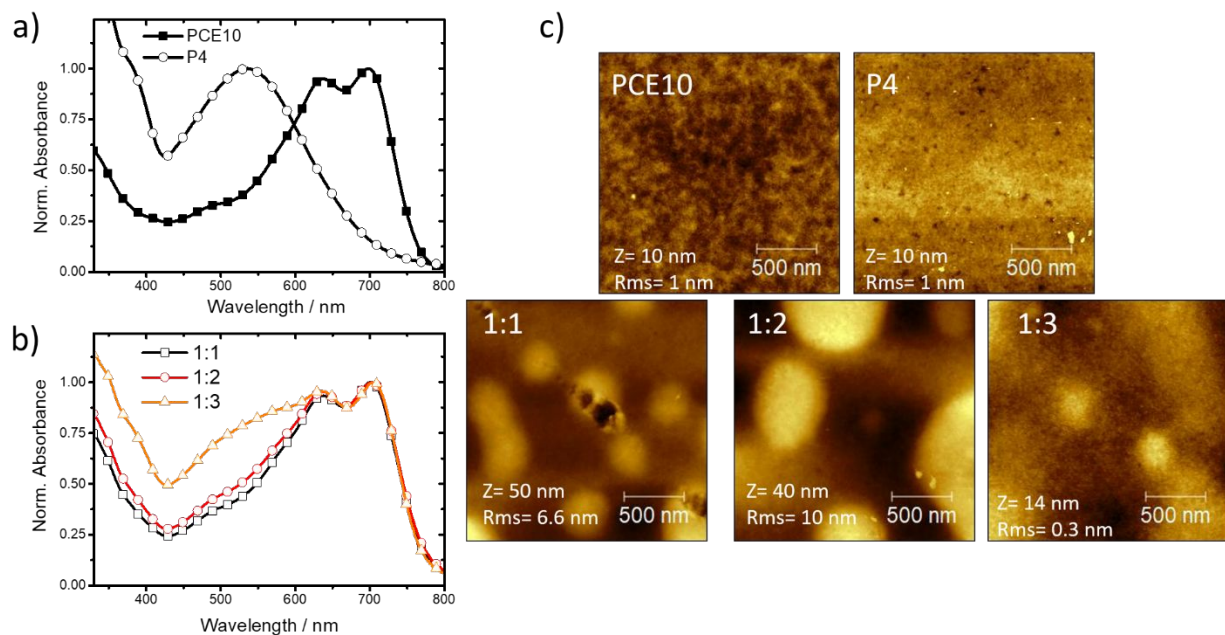 a)
PCE10
P4
1.00
0.75
0.50
0.25
0.00
Norm. Absorbance
400
500
600
700
800
Wavelength / nm
b)
1:1
1:2
1:3
1.00
0.75
0.50
0.25
0.00
Norm. Absorbance
400
500
600
700
800
Wavelength / nm
c)
PCE10
Z= 10 nm
Rms= 1 nm
500 nm
P4
Z= 10 nm
Rms= 1 nm
500 nm
1:1
Z= 50 nm
Rms= 6.6 nm
500 nm
1:2
Z= 40 nm
Rms= 10 nm
500 nm
1:3
Z= 14 nm
Rms= 0.3 nm
500 nm